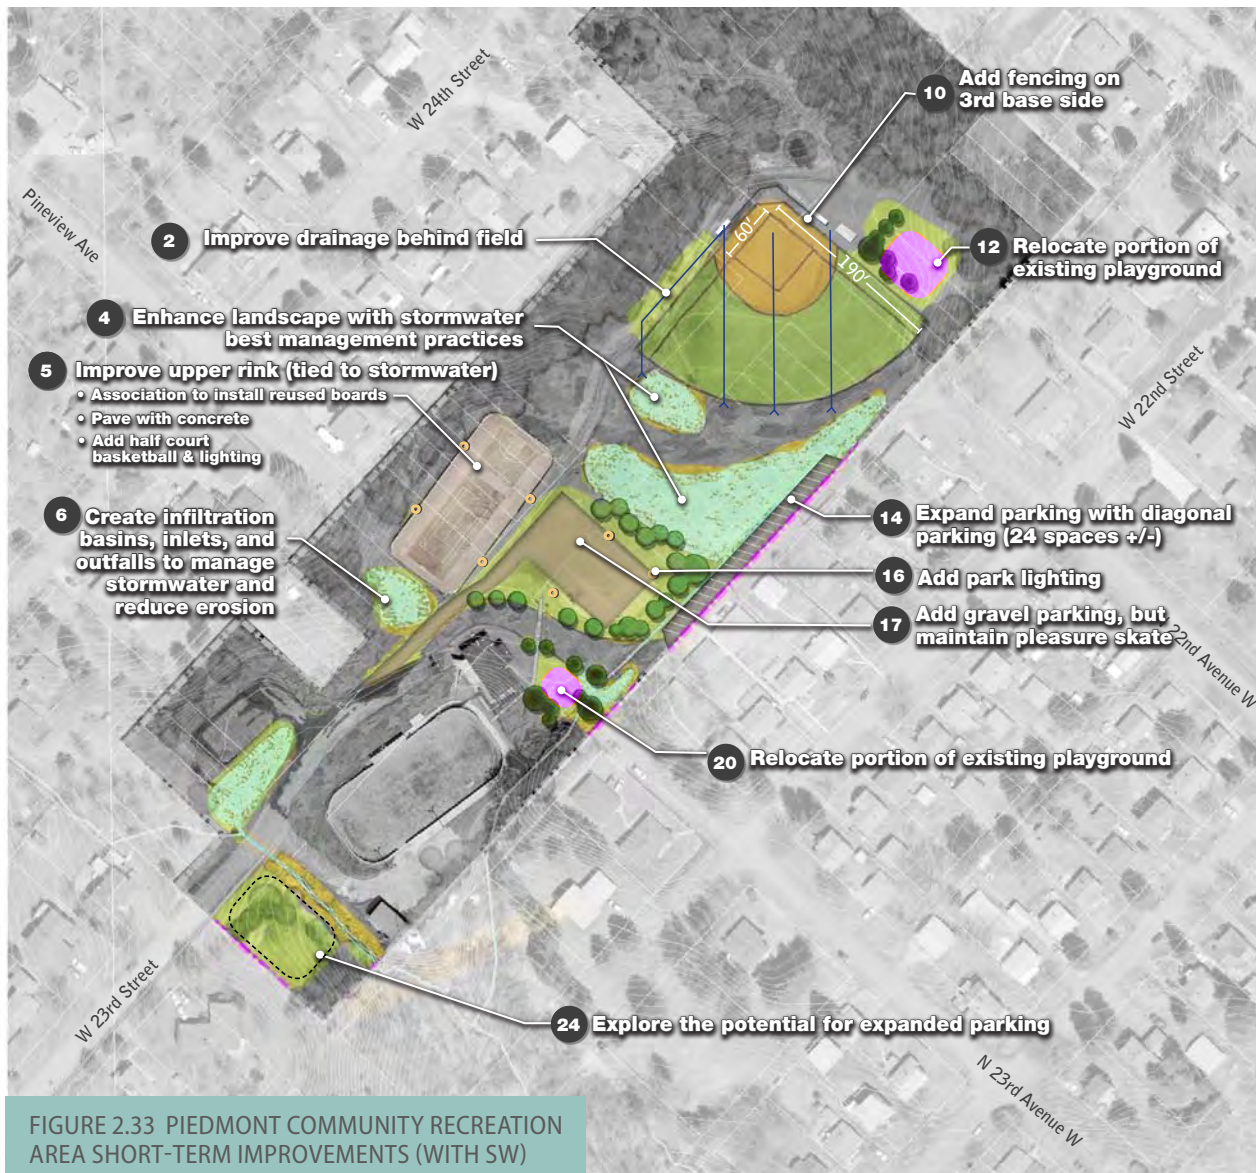 W 24th Street
Pineview Ave
10 Add fencing on
3rd base side
2 Improve drainage behind field
60'
190'
12 Relocate portion of
existing playground
4 Enhance landscape with stormwater
best management practices
5 Improve upper rink (tied to stormwater)
• Association to install reused boards
• Pave with concrete
• Add half court
basketball & lighting
W 22nd Street
6 Create infiltration
basins, inlets, and
outfalls to manage
stormwater and
reduce erosion
14 Expand parking with diagonal
parking (24 spaces +/-)
16 Add park lighting
17 Add gravel parking, but
maintain pleasure skate
22nd Avenue W
20 Relocate portion of existing playground
W 23rd Street
24 Explore the potential for expanded parking
N 23rd Avenue W
FIGURE 2.33 PIEDMONT COMMUNITY RECREATION
AREA SHORT-TERM IMPROVEMENTS (WITH SW)